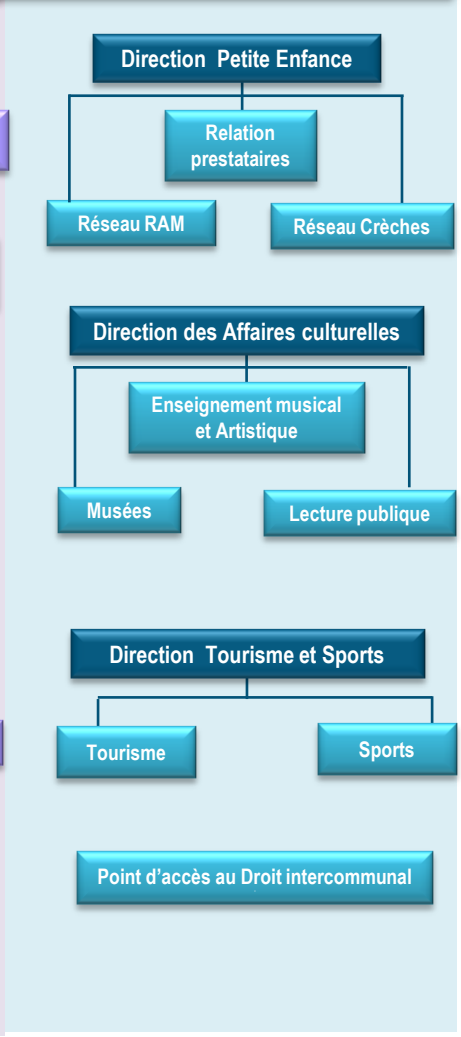 Direction Petite Enfance
Relation
prestataires
Réseau RAM
Réseau Crèches
Direction des Affaires culturelles
Enseignement musical
et Artistique
Musées
Lecture publique
Direction Tourisme et Sports
Tourisme
Sports
Point d’accès au Droit intercommunal